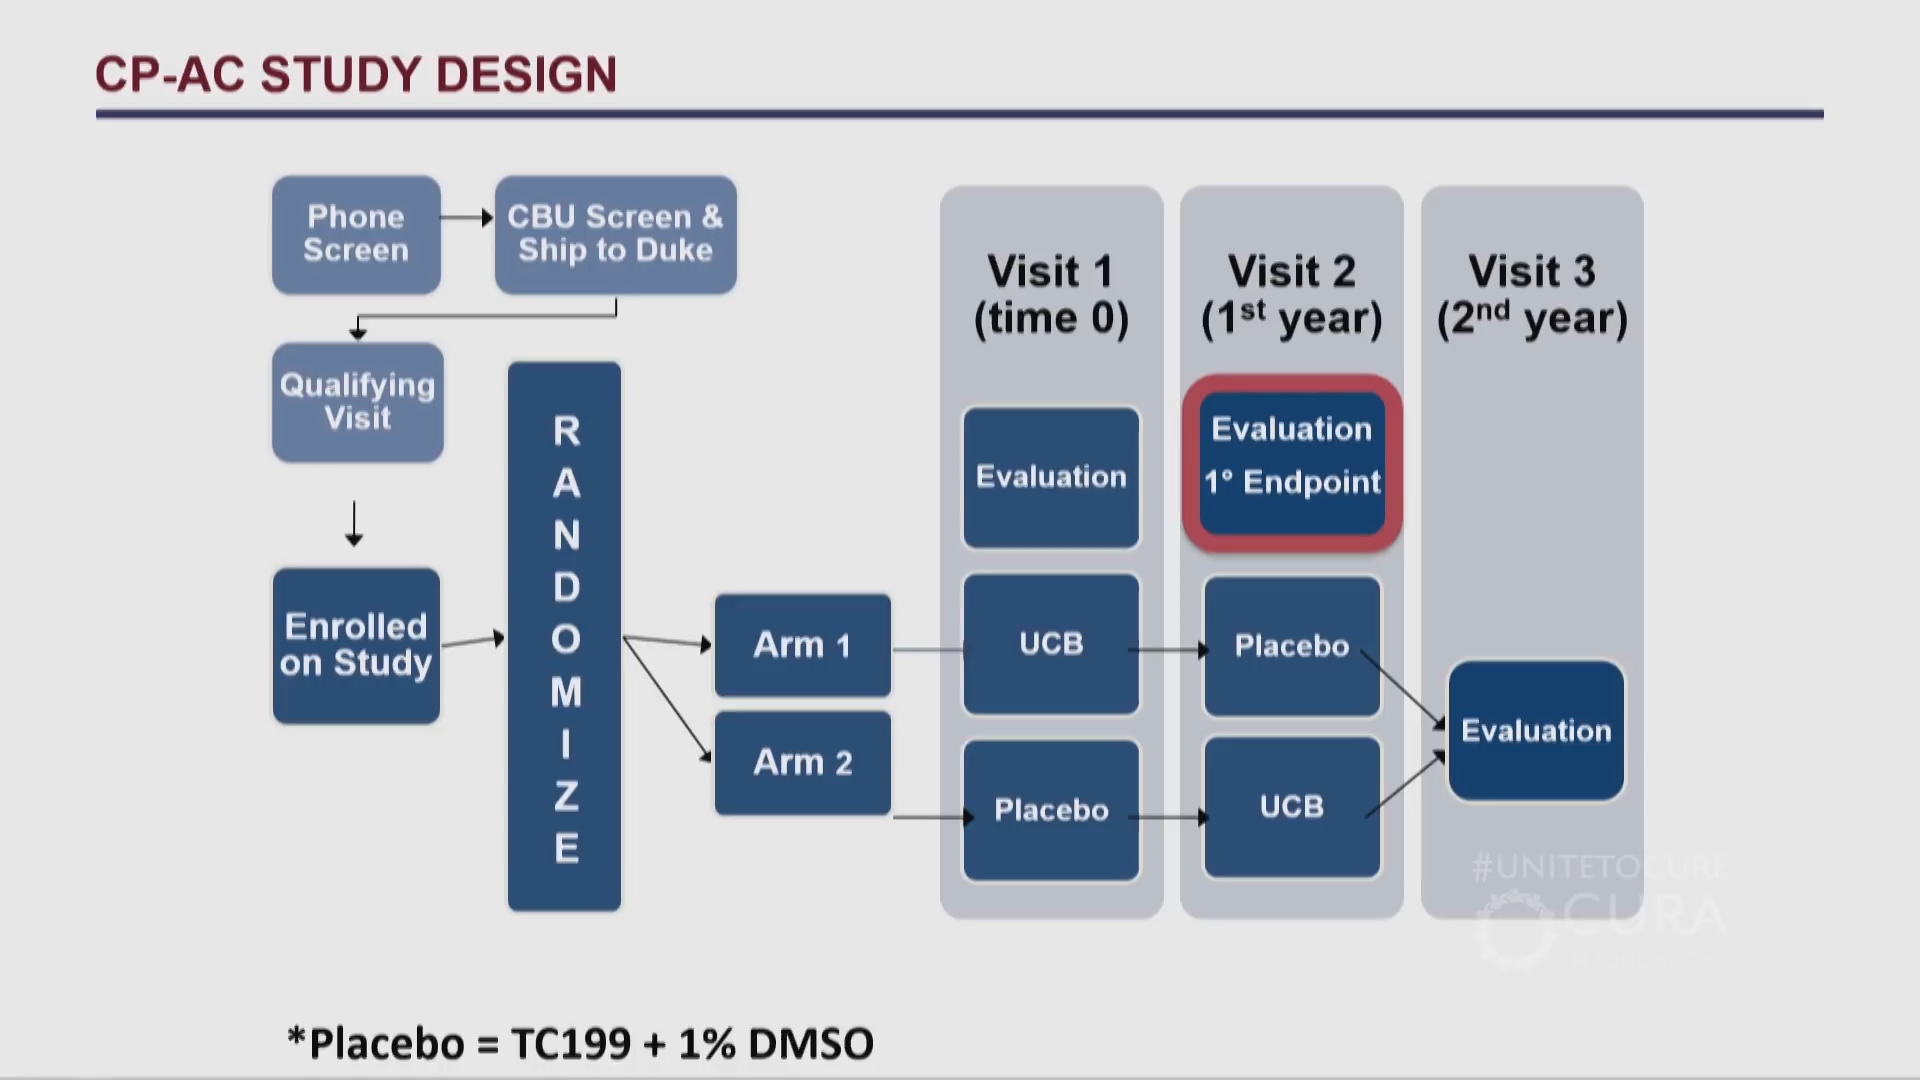 CP-AC STUDY DESIGN
Phone
Screen
CBU Screen &
Ship to Duke
Qualifying
Visit
Enrolled
on Study
R
A
N
D
O
M
I
Z
E
Arm 1
Arm 2
Visit 1
(time 0)
Evaluation
UCB
Placebo
Visit 2
(1st year)
Evaluation
1° Endpoint
Placebo
UCB
Visit 3
(2nd year)
Evaluation
#UNITETOCURE
CURA
*Placebo = TC199 + 1% DMSO